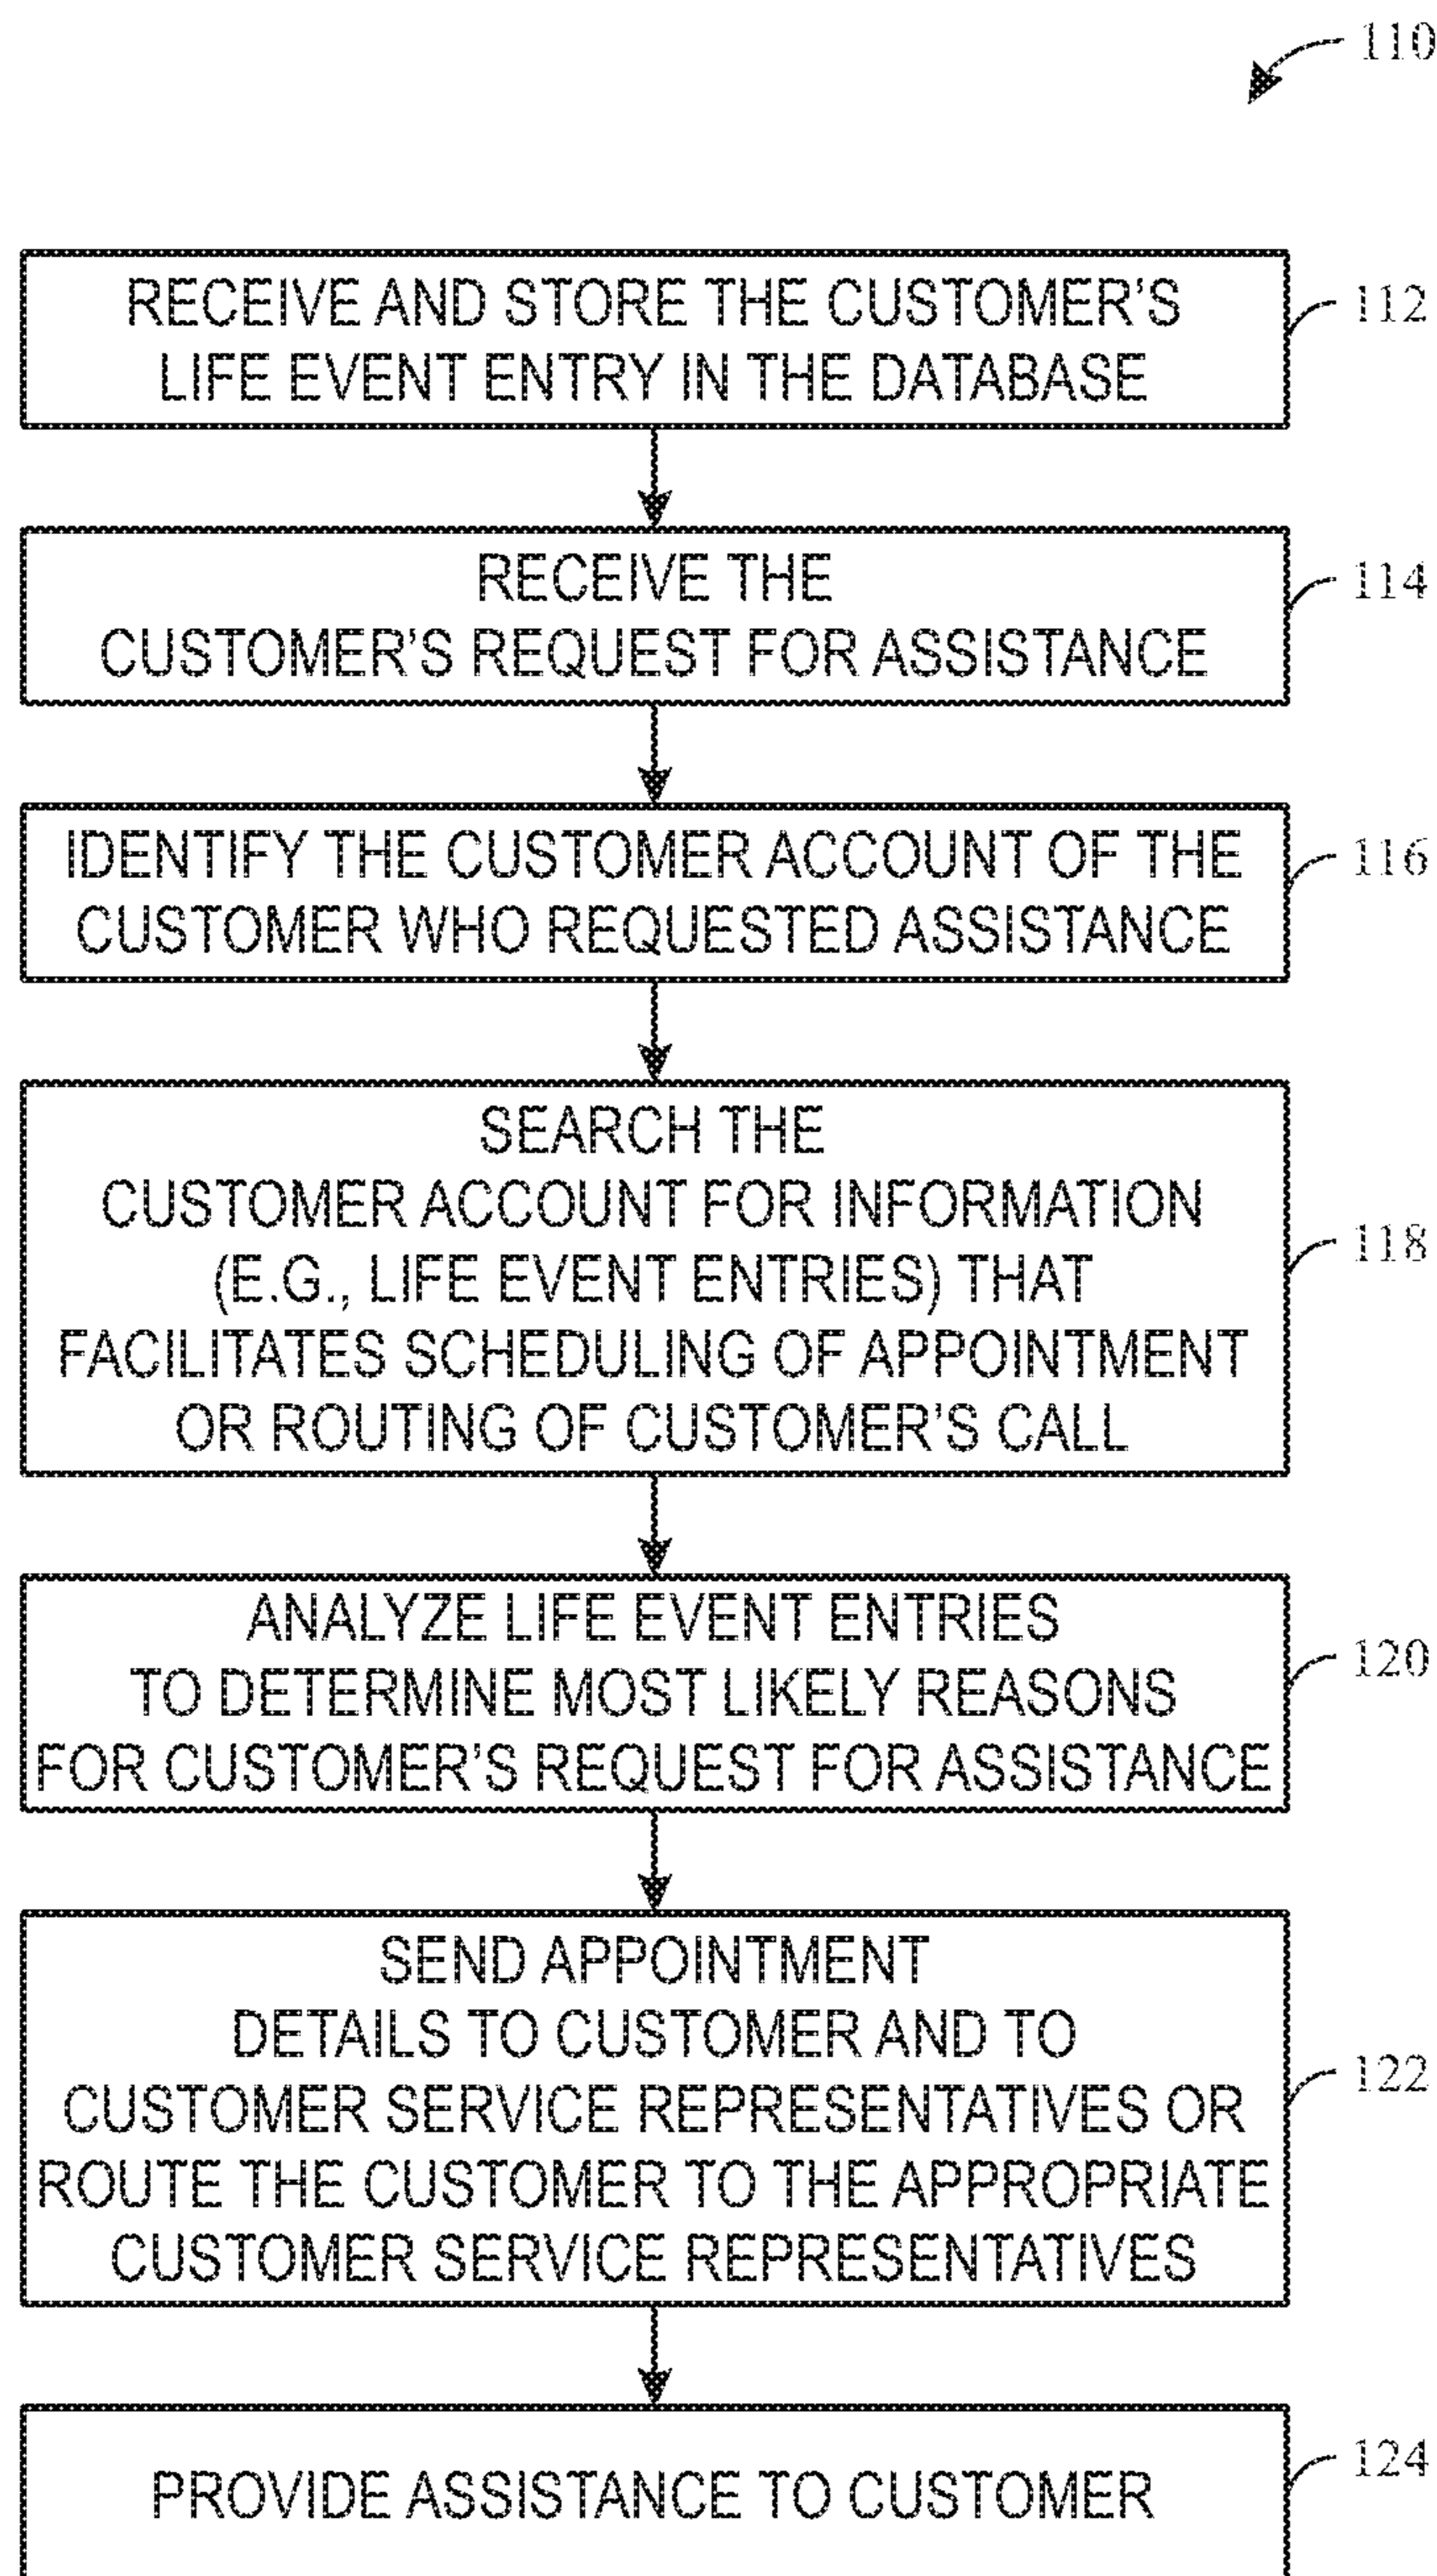 110
RECEIVE AND STORE THE CUSTOMER'S
LIFE EVENT ENTRY IN THE DATABASE
112
RECEIVE THE
CUSTOMER'S REQUEST FOR ASSISTANCE
114
IDENTIFY THE CUSTOMER ACCOUNT OF THE
CUSTOMER WHO REQUESTED ASSISTANCE
116
SEARCH THE
CUSTOMER ACCOUNT FOR INFORMATION
(E.G., LIFE EVENT ENTRIES) THAT
FACILITATES SCHEDULING OF APPOINTMENT
OR ROUTING OF CUSTOMER'S CALL
118
ANALYZE LIFE EVENT ENTRIES
TO DETERMINE MOST LIKELY REASONS
FOR CUSTOMER'S REQUEST FOR ASSISTANCE
120
SEND APPOINTMENT
DETAILS TO CUSTOMER AND TO
CUSTOMER SERVICE REPRESENTATIVES OR
ROUTE THE CUSTOMER TO THE APPROPRIATE
CUSTOMER SERVICE REPRESENTATIVES
122
PROVIDE ASSISTANCE TO CUSTOMER
124